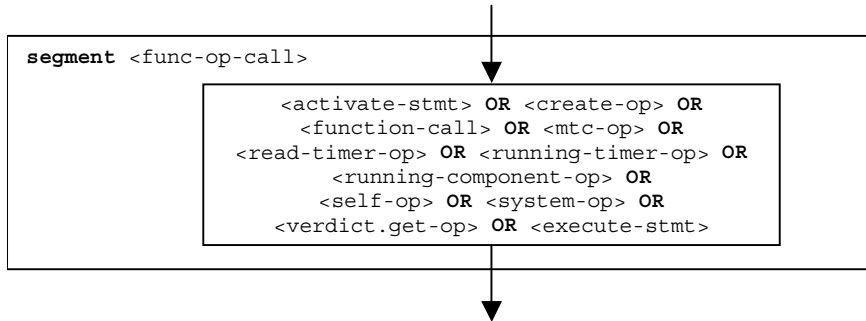 segment <func-op-call>
<activate-stmt> OR <create-op> OR
<function-call> OR <mtc-op> OR
<read-timer-op> OR <running-timer-op> OR
<running-component-op> OR
<self-op> OR <system-op> OR
<verdict.get-op> OR <execute-stmt>